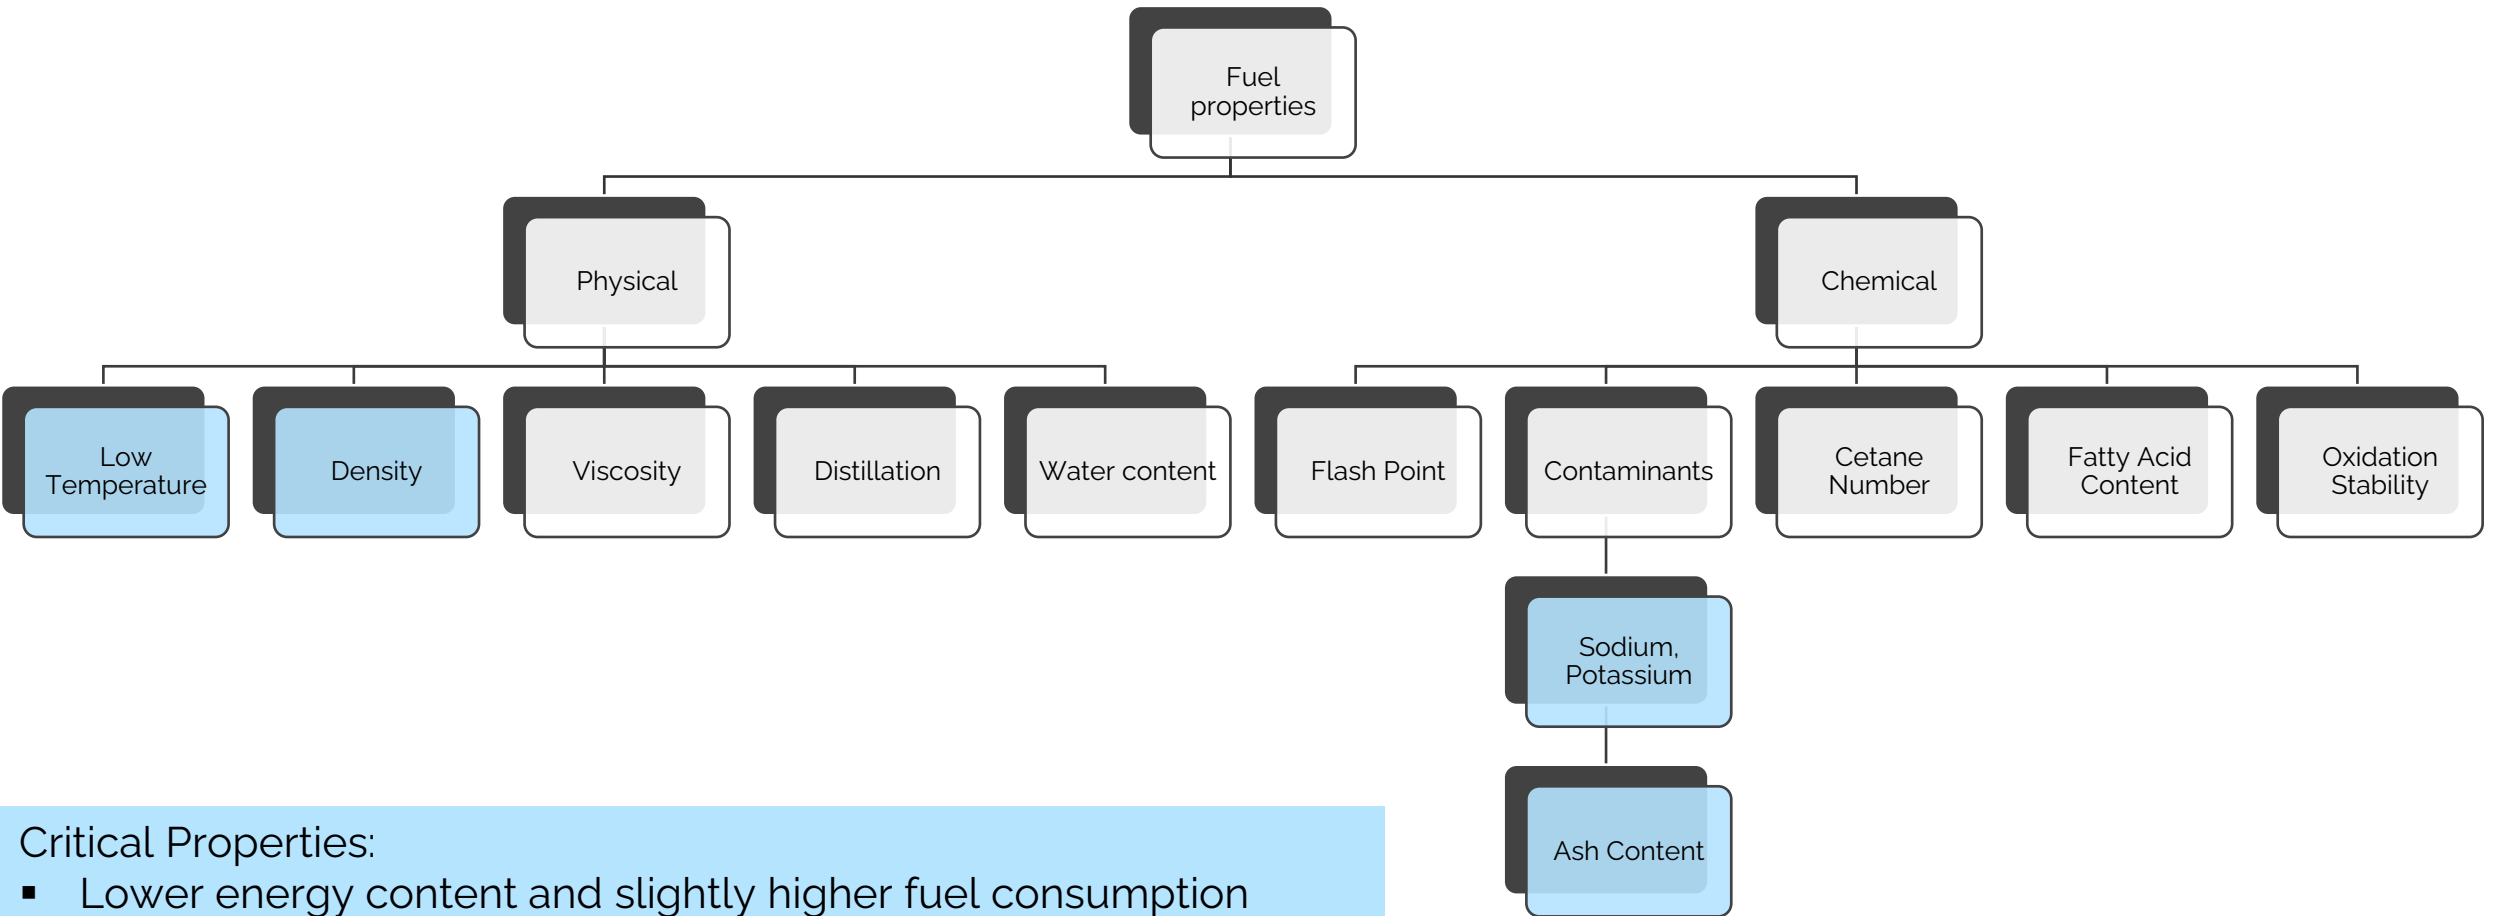 Fuel
properties
Physical
Chemical
Low
Temperature
Density
Viscosity
Distillation
Water content
Flash Point
Contaminants
Cetane
Number
Fatty Acid
Content
Oxidation
Stability
Sodium,
Potassium
Ash Content
Critical Properties:
▪ Lower energy content and slightly higher fuel consumption